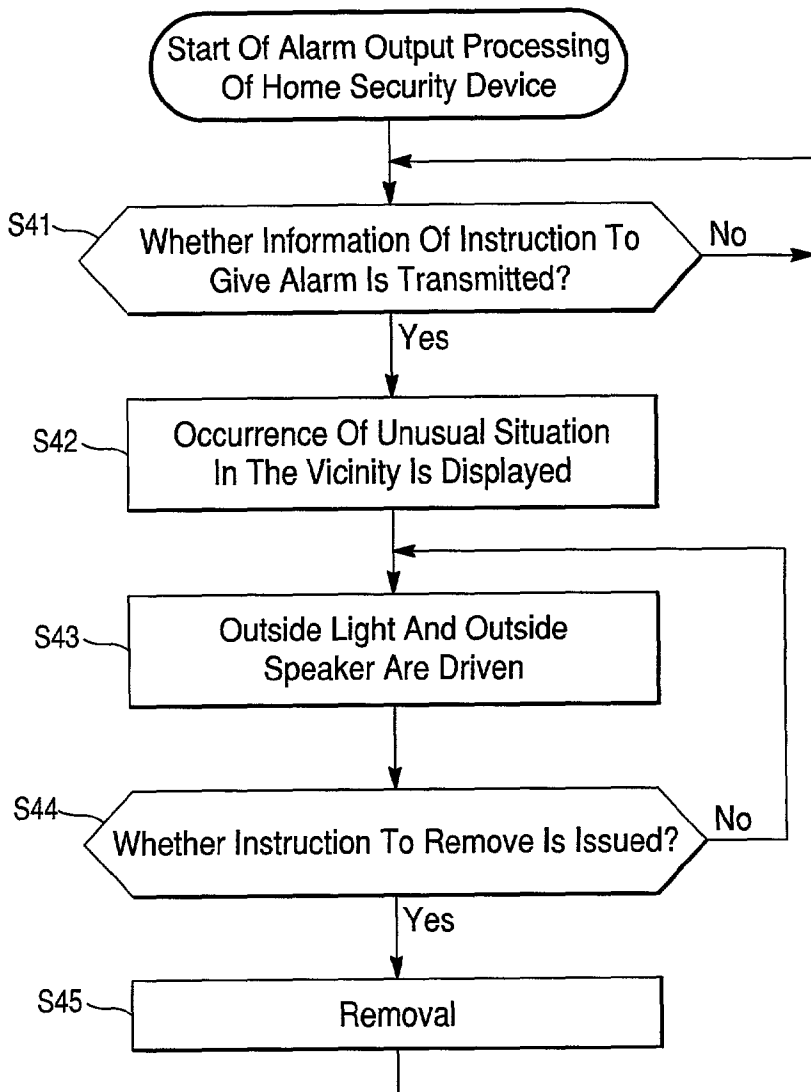 Start Of Alarm Output Processing
Of Home Security Device
S41
Whether Information Of Instruction To
Give Alarm Is Transmitted?
No
Yes
S42
Occurrence Of Unusual Situation
In The Vicinity Is Displayed
S43
Outside Light And Outside
Speaker Are Driven
S44
Whether Instruction To Remove Is Issued?
No
Yes
S45
Removal